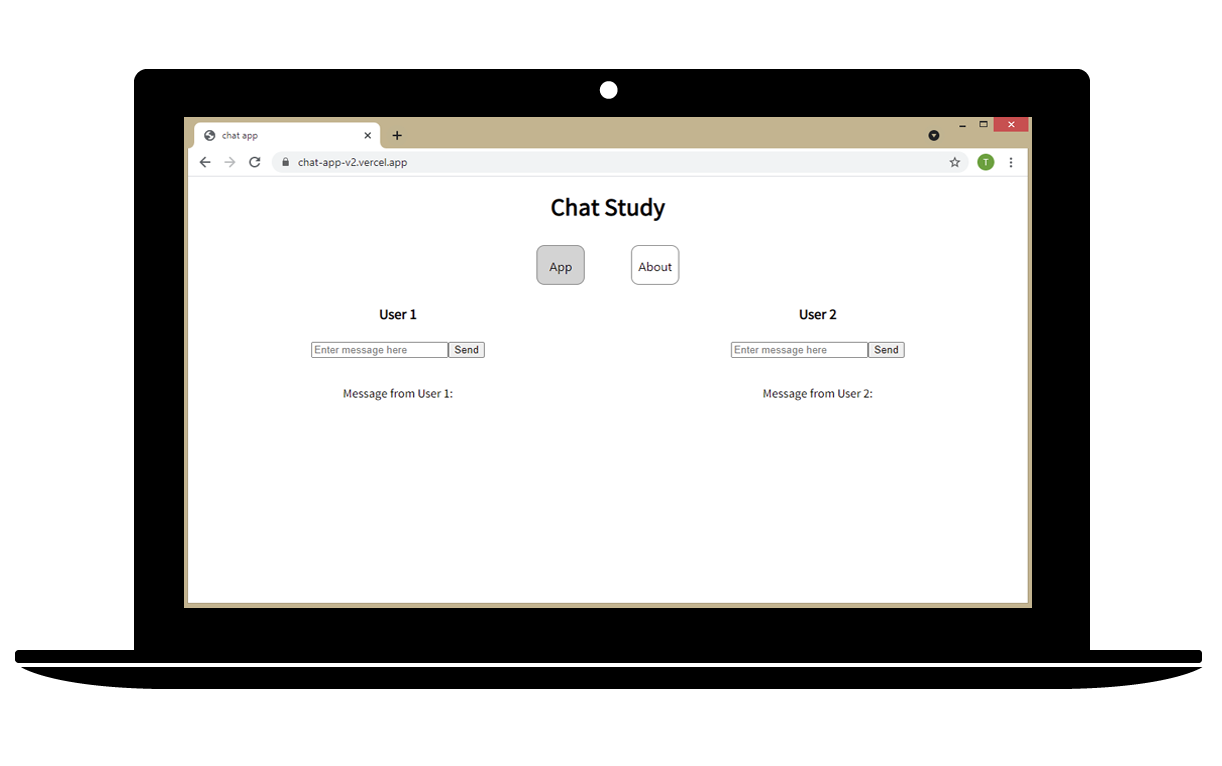 chat app
chat-app-v2.vercel.app
T
Chat Study
App About
User 1 User 2
Enter message here Send Enter message here Send
Message from User 1: Message from User 2: